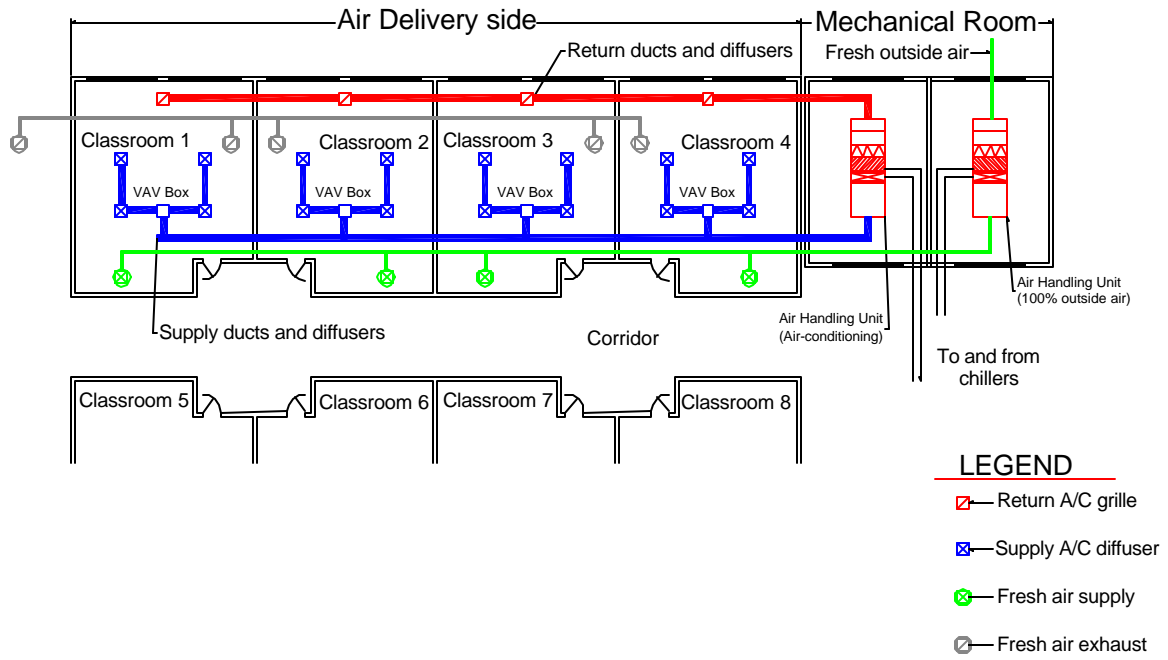 Air Delivery side
Mechanical Room
Return ducts and diffusers
Fresh outside air
Classroom 1
Classroom 2
Classroom 3
Classroom 4
VAV Box
VAV Box
VAV Box
VAV Box
Air Handling Unit
(100% outside air)
Air Handling Unit
(Air-conditioning)
Supply ducts and diffusers
Corridor
To and from
chillers
Classroom 5
Classroom 6
Classroom 7
Classroom 8
LEGEND
Return A/C grille
Supply A/C diffuser
Fresh air supply
Fresh air exhaust